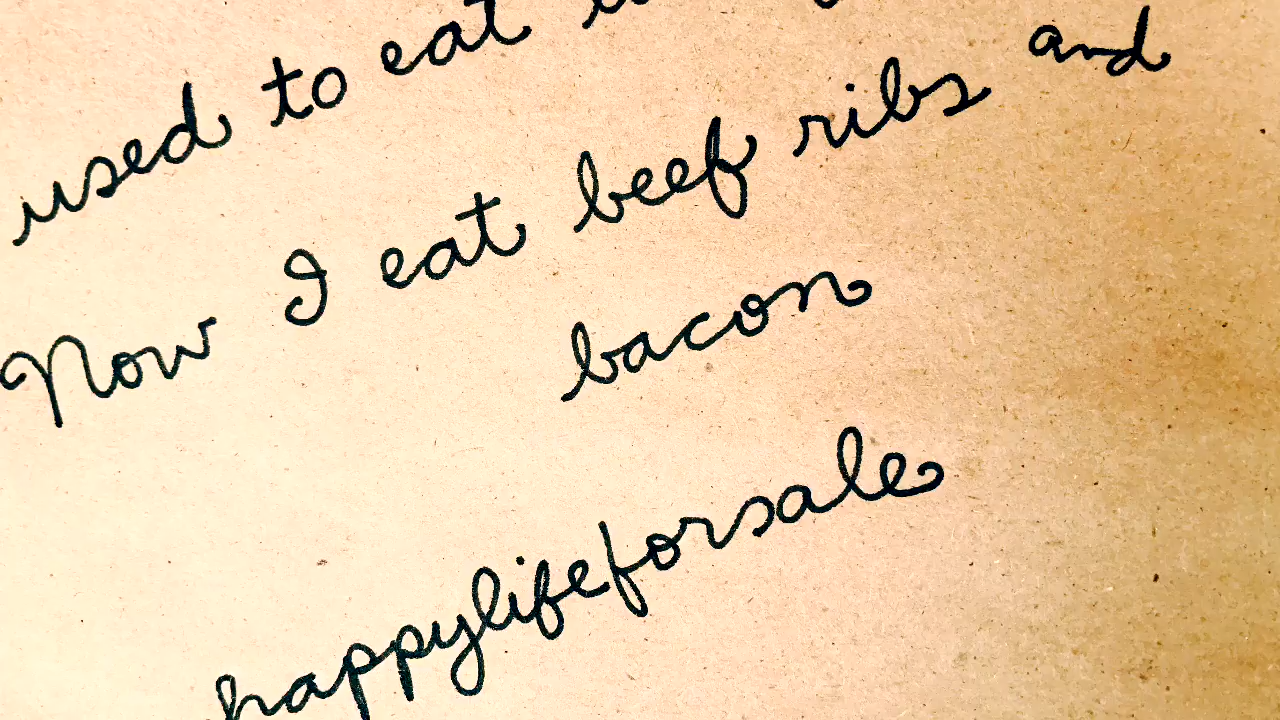 used to eat
Now I eat beef ribs and
bacon
happylifeforsale